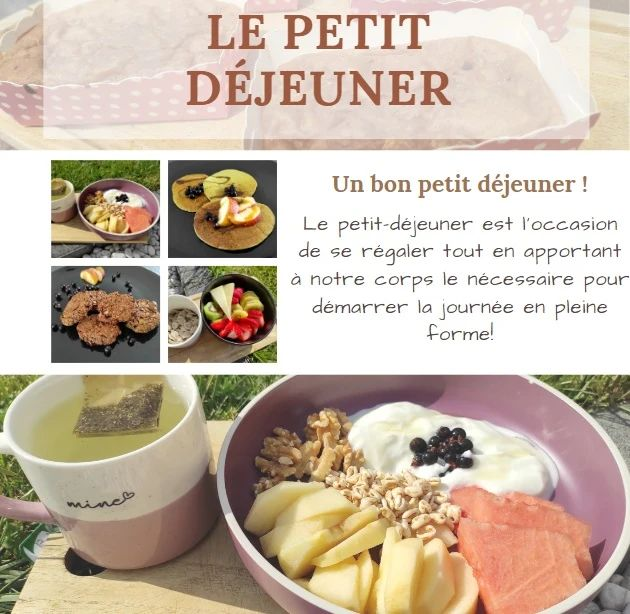 LE PETIT
DÉJEUNER
Un bon petit déjeuner !
Le petit-déjeuner est l'occasion
de se régaler tout en apportant
à notre corps le nécessaire pour
démarrer la journée en pleine
forme!
mine